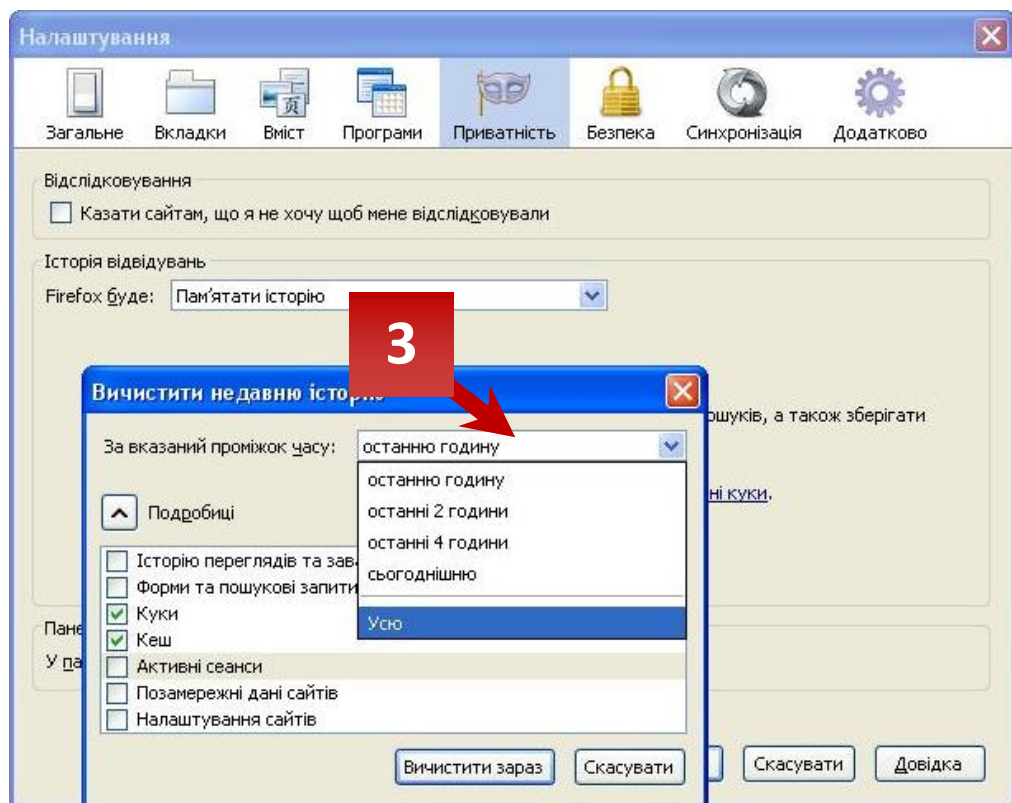 Налаштування
Загальне Вкладки Вміст Програми Приватність Безпека Синхронізація Додатково
Відслідковування
Казати сайтам, що я не хочу щоб мене відслідковували
Історія відвідувань
Firefox буде: Пам'ятати історію
3
Вичистити недавню
а також зберігати
За вказаний проміжок часу: останню годину
останню годину
куки.
останні 2 години
Подробиці
останні 4 години
Історію переглядів та
сьогоднішню
Форми та пошукові запити
Куки
Усю
Кеш
У
Активні сеанси
Позамережні дані сайтів
Налаштування сайтів
Вичистити зараз Скасувати Скасувати Довідка